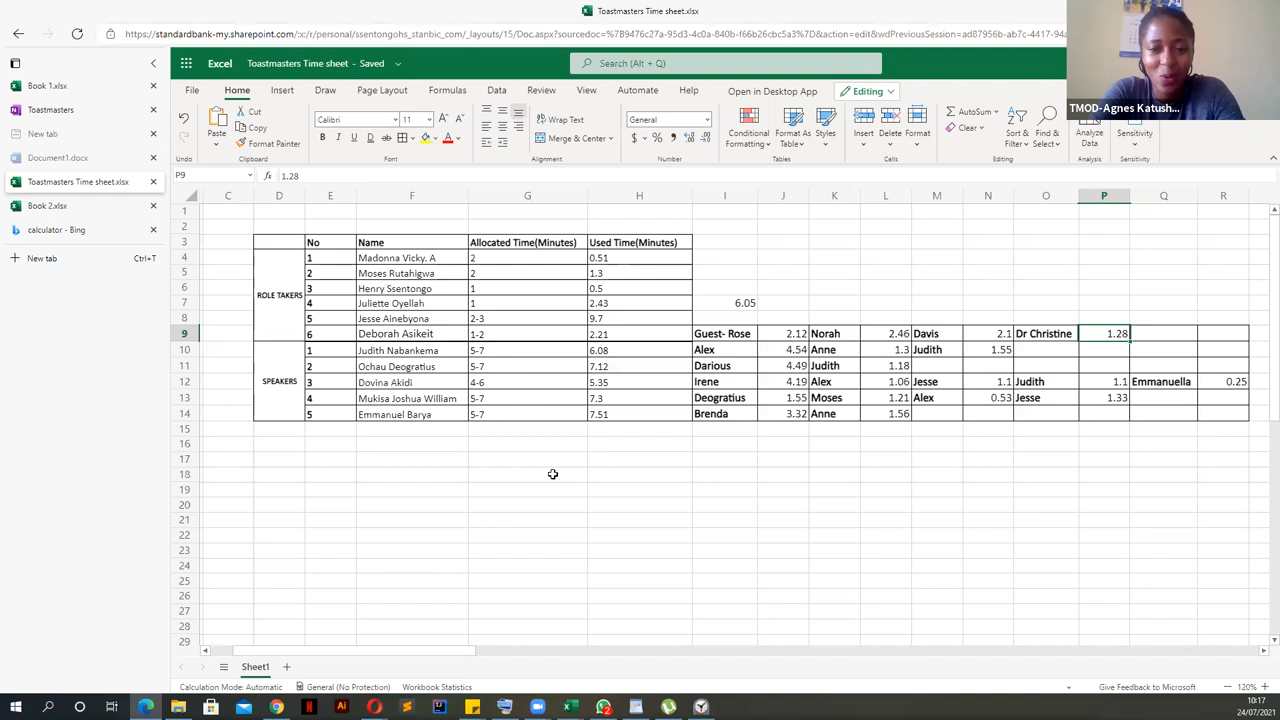 Toastmasters Time sheet.xlsx
https://standardbank-my.sharepoint.com/:x:/r/personal/ssentongohs_stanbic_com/_layouts/15/Doc.aspx?sourcedoc=%7B9476c27a-95d3-4c0a-840b-f66b26cbc5a3%7D&action=edit&wdPreviousSession=ad87956b-ab7c-4417-94
Book 1.xlsx
Toastmasters
New tab
Document1.docx
Toastmasters Time sheet.xlsx
Book 2.xlsx
calculator - Bing
New tab Ctrl+T
Excel Toastmasters Time sheet - Saved Search (Alt + Q)
TMOD-Agnes Katush...
File Home Insert Draw Page Layout Formulas Data Review View Automate Help Open in Desktop App Editing
Paste Cut Copy Format Painter
Calibri 11 Wrap Text Merge & Center General
B I U D A
Conditional Formatting Format As Table Styles Insert Delete Format
AutoSum Clear Sort & Filter Find & Select Analyze Data Sensitivity
Undo Clipboard Font Alignment Number Tables Cells Editing Analysis Sensitivity
P9 fx 1.28
C D E F G H I J K L M N O P Q R
1
2
3 No Name Allocated Time(Minutes) Used Time(Minutes)
4 1 Madonna Vicky. A 2 0.51
5 2 Moses Rutahigwa 2 1.3
6 3 Henry Ssentongo 1 0.5
ROLE TAKERS
7 4 Juliette Oyellah 1 2.43 6.05
8 5 Jesse Ainebyona 2-3 9.7
9 6 Deborah Asikeit 1-2 2.21 Guest- Rose 2.12 Norah 2.46 Davis 2.1 Dr Christine 1.28
10 1 Judith Nabankema 5-7 6.08 Alex 4.54 Anne 1.3 Judith 1.55
11 2 Ochau Deogratius 5-7 7.12 Darious 4.49 Judith 1.18
SPEAKERS
12 3 Dovina Akidi 4-6 5.35 Irene 4.19 Alex 1.06 Jesse 1.1 Judith 1.1 Emmanuella 0.25
13 4 Mukisa Joshua William 5-7 7.3 Deogratius 1.55 Moses 1.21 Alex 0.53 Jesse 1.33
14 5 Emmanuel Barya 5-7 7.51 Brenda 3.32 Anne 1.56
15
16
17
18
19
20
21
22
23
24
25
26
27
28
29
Sheet1
Calculation Mode: Automatic General (No Protection) Workbook Statistics Give Feedback to Microsoft 120%
10:17
24/07/2021